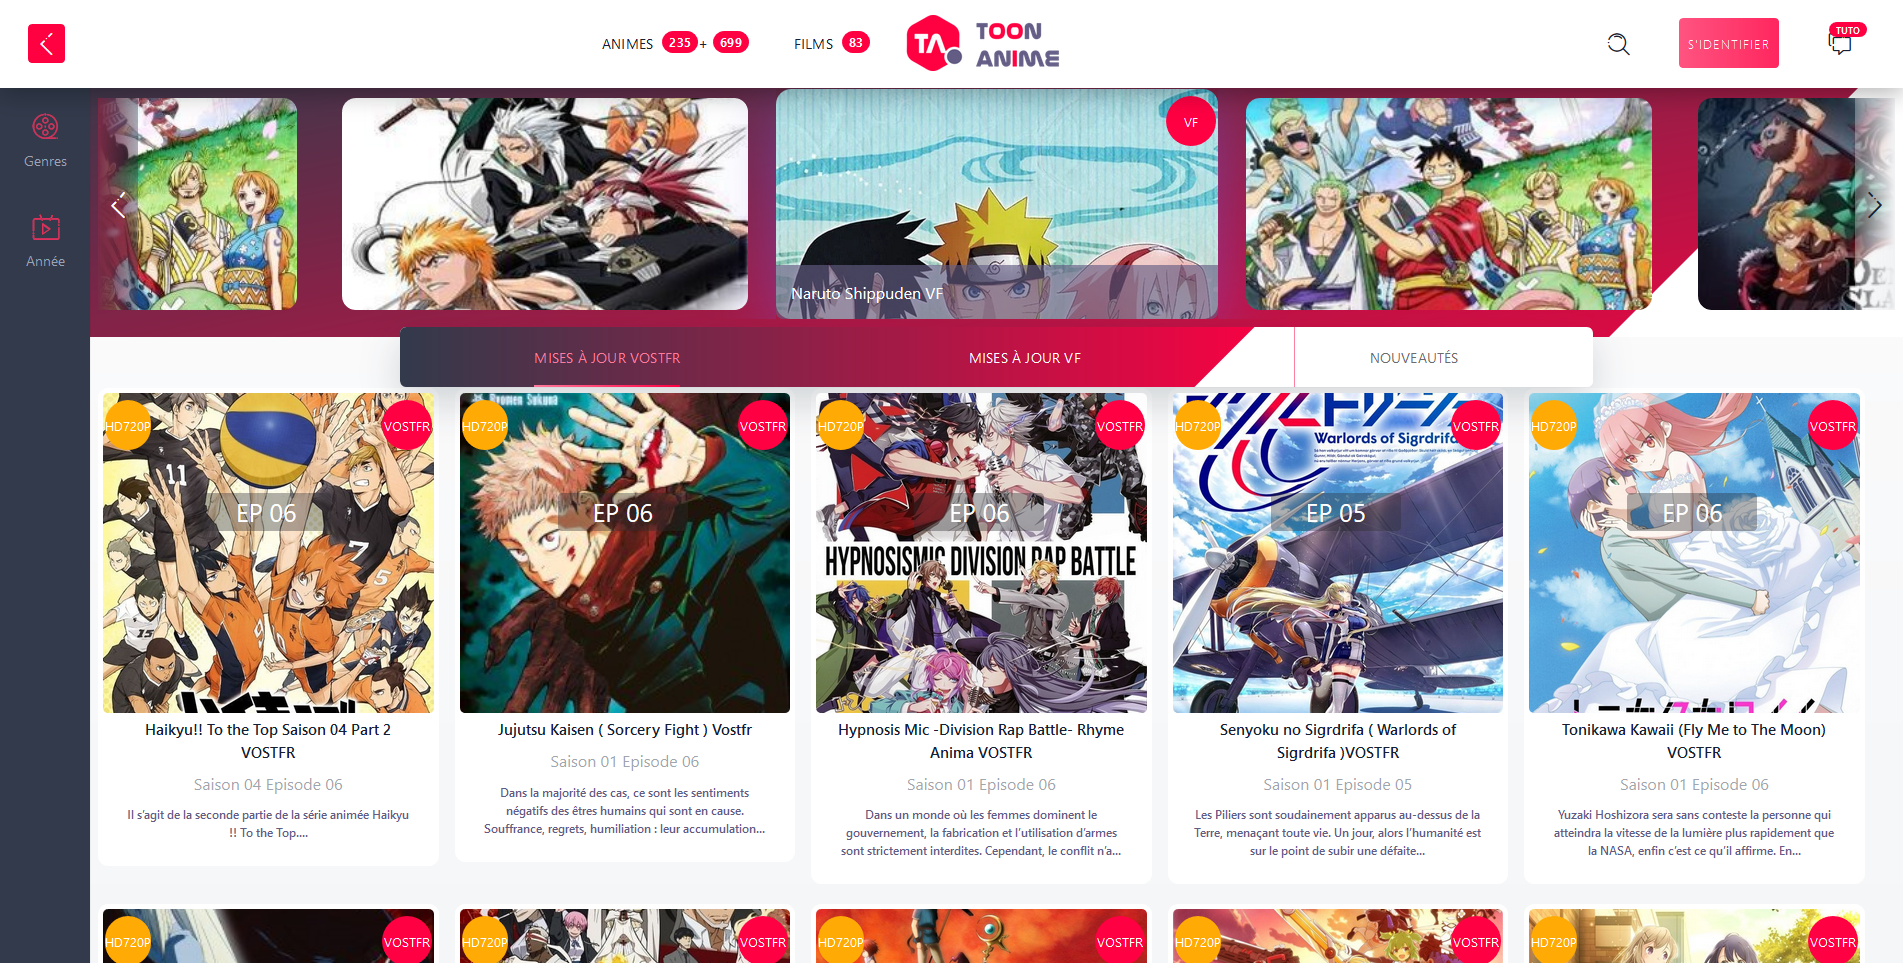 ANIMES 235 + 699
FILMS 83
TA
TOON
ANIME
S'IDENTIFIER
TUTO
Genres
Année
VF
Naruto Shippuden VF
MISES À JOUR VOSTFR
MISES À JOUR VF
NOUVEAUTÉS
HD720P
VOSTFR
11
7
5
15
EP 06
Haikyu!! To the Top Saison 04 Part 2
VOSTFR
Saison 04 Episode 06
Il s’agit de la seconde partie de la série animée Haikyu
!! To the Top....
Ryomen Sukuna
HD720P
VOSTFR
EP 06
Jujutsu Kaisen ( Sorcery Fight ) Vostfr
Saison 01 Episode 06
Dans la majorité des cas, ce sont les sentiments
négatifs des êtres humains qui sont en cause.
Souffrance, regrets, humiliation : leur accumulation...
HD720P
VOSTFR
EP 06
HYPNOSISMIC DIVISION RAP BATTLE
Hypnosis Mic -Division Rap Battle- Rhyme
Anima VOSTFR
Saison 01 Episode 06
Dans un monde où les femmes dominent le
gouvernement, la fabrication et l’utilisation d’armes
sont strictement interdites. Cependant, le conflit n’a...
HD720P
VOSTFR
Warlords of Sigrdrifa
EP 05
Senyoku no Sigrdrifa ( Warlords of
Sigrdrifa )VOSTFR
Saison 01 Episode 05
Les Piliers sont soudainement apparus au-dessus de la
Terre, menaçant toute vie. Un jour, alors l’humanité est
sur le point de subir une défaite...
HD720P
VOSTFR
EP 06
Tonikawa Kawaii (Fly Me to The Moon)
VOSTFR
Saison 01 Episode 06
Yuzaki Hoshizora sera sans conteste la personne qui
atteindra la vitesse de la lumière plus rapidement que
la NASA, enfin c’est ce qu’il affirme. En...
HD720P
VOSTFR
HD720P
VOSTFR
HD720P
VOSTFR
HD720P
VOSTFR
HD720P
VOSTFR